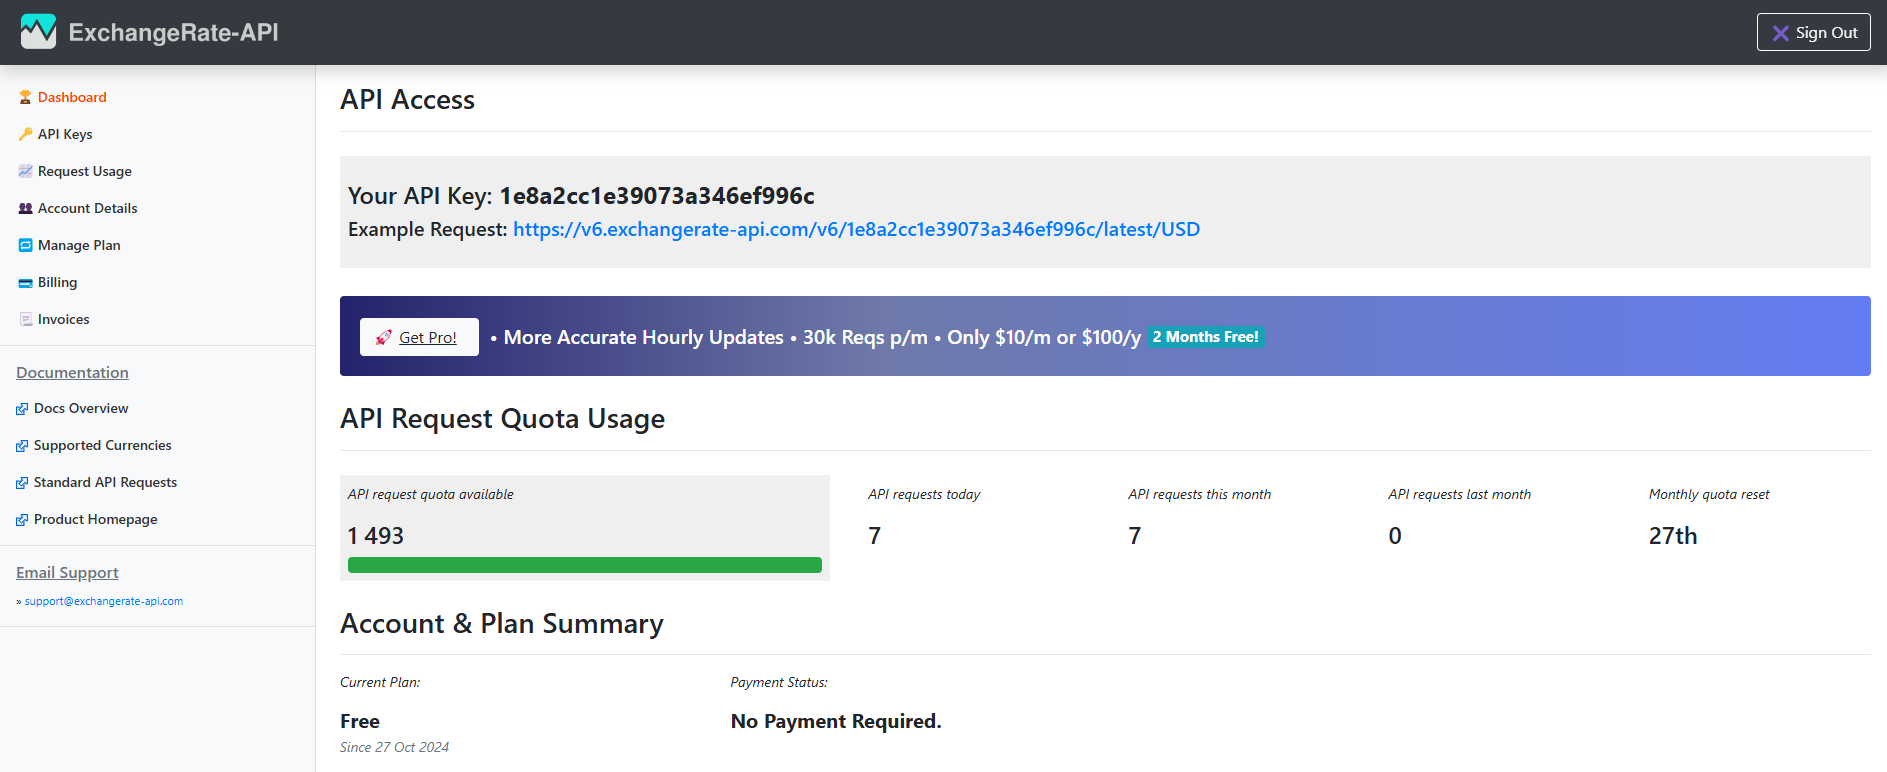 ExchangeRate-API
Sign Out
Dashboard
API Keys
Request Usage
Account Details
Manage Plan
Billing
Invoices
Documentation
Docs Overview
Supported Currencies
Standard API Requests
Product Homepage
Email Support
» support@exchangerate-api.com
API Access
Your API Key: 1e8a2cc1e39073a346ef996c
Example Request: https://v6.exchangerate-api.com/v6/1e8a2cc1e39073a346ef996c/latest/USD
Get Pro! • More Accurate Hourly Updates • 30k Reqs p/m • Only $10/m or $100/y 2 Months Free!
API Request Quota Usage
API request quota available
1 493
API requests today
7
API requests this month
7
API requests last month
0
Monthly quota reset
27th
Account & Plan Summary
Current Plan:
Free
Since 27 Oct 2024
Payment Status:
No Payment Required.